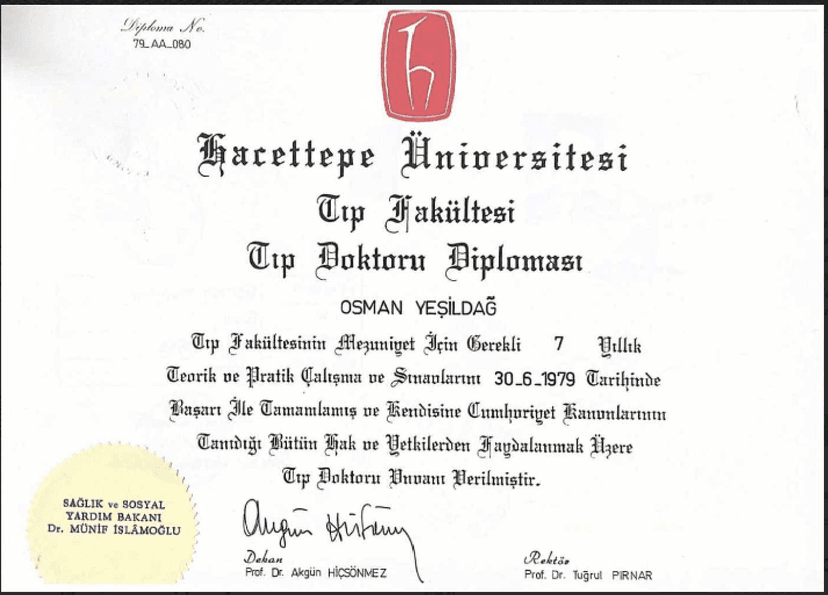 Diploma No.
79_AA_080
Hacettepe Üniversitesi
Tıp Fakültesi
Tıp Doktoru Diploması
OSMAN YEŞİLDAĞ
Tıp Fakültesinin Mezuniyet İçin Gerekli 7 Yıllık
Teorik ve Pratik Çalışma ve Sınavlarını 30_6_1979 Tarihinde
Başarı İle Tamamlamış ve Kendisine Cumhuriyet Kanunlarının
Tanıdığı Bütün Hak ve Yetkilerden Faydalanmak Üzere
Tıp Doktoru Unvanı Verilmiştir.
SAĞLIK ve SOSYAL
YARDIM BAKANI
Dr. MÜNİF İSLÂMOĞLU
Dekan
Prof. Dr. Akgün HİÇSÖNMEZ
Rektör
Prof. Dr. Tuğrul PIRNAR